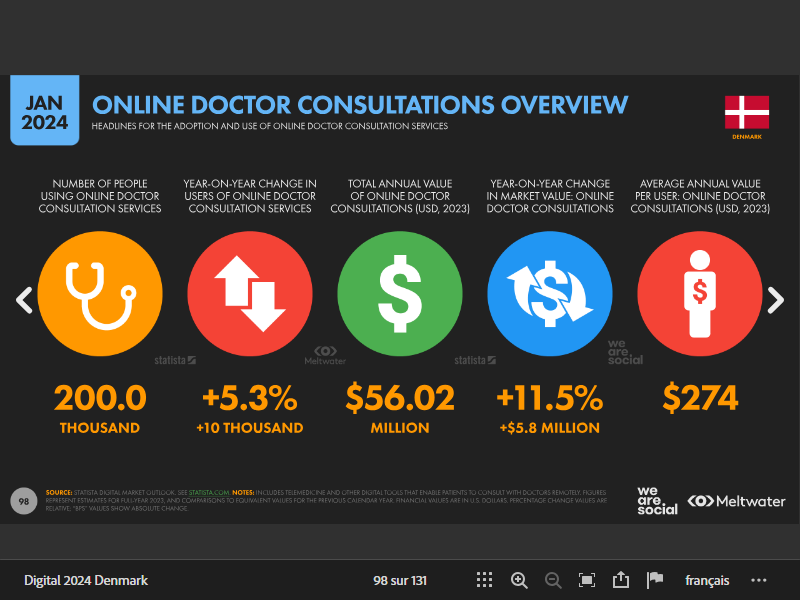 JAN
2024
ONLINE DOCTOR CONSULTATIONS OVERVIEW
HEADLINES FOR THE ADOPTION AND USE OF ONLINE DOCTOR CONSULTATION SERVICES
DENMARK
NUMBER OF PEOPLE
USING ONLINE DOCTOR
CONSULTATION SERVICES
YEAR-ON-YEAR CHANGE IN
USERS OF ONLINE DOCTOR
CONSULTATION SERVICES
TOTAL ANNUAL VALUE
OF ONLINE DOCTOR
CONSULTATIONS (USD, 2023)
YEAR-ON-YEAR CHANGE
IN MARKET VALUE: ONLINE
DOCTOR CONSULTATIONS
AVERAGE ANNUAL VALUE
PER USER: ONLINE DOCTOR
CONSULTATIONS (USD, 2023)
$
$
$
statista
Meltwater
statista
we
are.
social
200.0
THOUSAND
+5.3%
+10 THOUSAND
$56.02
MILLION
+11.5%
+$5.8 MILLION
$274
98
SOURCE: STATISTA DIGITAL MARKET OUTLOOK. SEE STATISTA.COM. NOTES: INCLUDES TELEMEDICINE AND OTHER DIGITAL TOOLS THAT ENABLE PATIENTS TO CONSULT WITH DOCTORS REMOTELY. FIGURES
REPRESENT ESTIMATES FOR FULL-YEAR 2023, AND COMPARISONS TO EQUIVALENT VALUES FOR THE PREVIOUS CALENDAR YEAR. FINANCIAL VALUES ARE IN U.S. DOLLARS. PERCENTAGE CHANGE VALUES ARE
RELATIVE; "BPS" VALUES SHOW ABSOLUTE CHANGE.
we
are.
social
Meltwater
Digital 2024 Denmark
98 sur 131
français